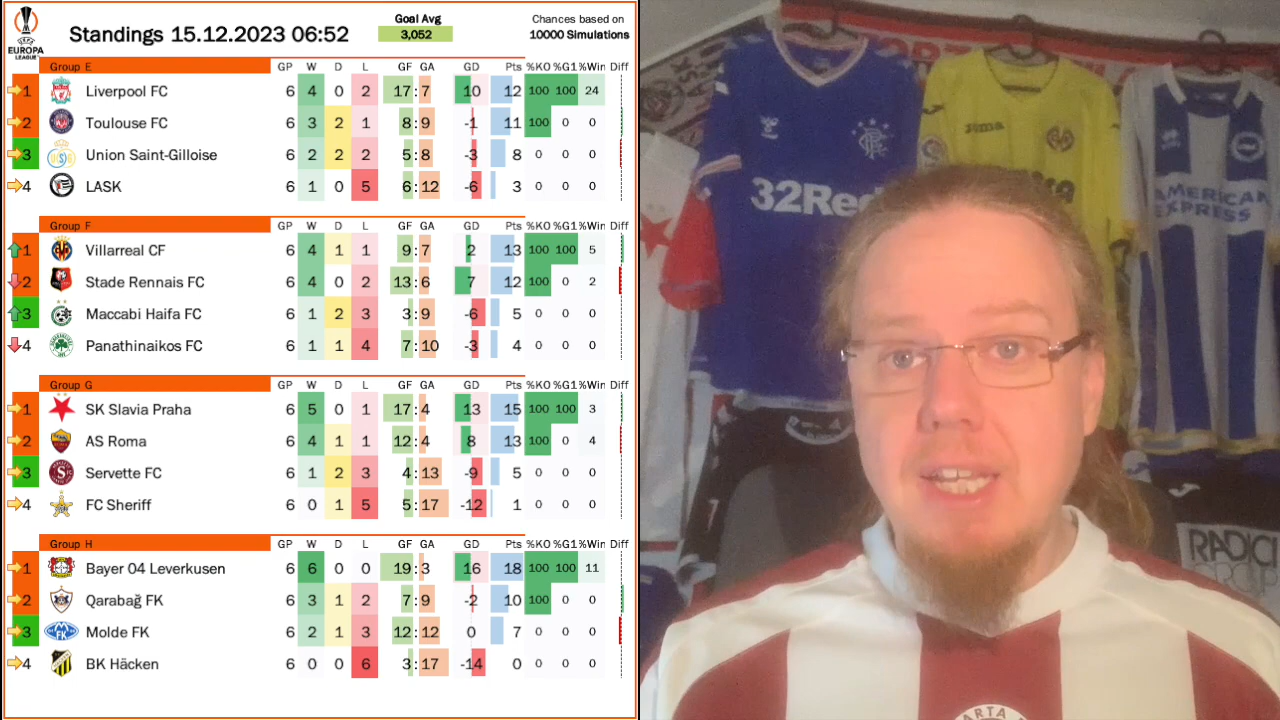 UEFA
EUROPA
LEAGUE
Standings 15.12.2023 06:52
Goal Avg
3,052
Chances based on
10000 Simulations
Group E GP W D L GF GA GD Pts %KO %G1 %Win Diff
1 Liverpool FC 6 4 0 2 17 : 7 10 12 100 100 24
2 Toulouse FC 6 3 2 1 8 : 9 -1 11 100 0 0
3 Union Saint-Gilloise 6 2 2 2 5 : 8 -3 8 0 0 0
4 LASK 6 1 0 5 6 : 12 -6 3 0 0 0
Group F GP W D L GF GA GD Pts %KO %G1 %Win Diff
1 Villarreal CF 6 4 1 1 9 : 7 2 13 100 100 5
2 Stade Rennais FC 6 4 0 2 13 : 6 7 12 100 0 2
3 Maccabi Haifa FC 6 1 2 3 3 : 9 -6 5 0 0 0
4 Panathinaikos FC 6 1 1 4 7 : 10 -3 4 0 0 0
Group G GP W D L GF GA GD Pts %KO %G1 %Win Diff
1 SK Slavia Praha 6 5 0 1 17 : 4 13 15 100 100 3
2 AS Roma 6 4 1 1 12 : 4 8 13 100 0 4
3 Servette FC 6 1 2 3 4 : 13 -9 5 0 0 0
4 FC Sheriff 6 0 1 5 5 : 17 -12 1 0 0 0
Group H GP W D L GF GA GD Pts %KO %G1 %Win Diff
1 Bayer 04 Leverkusen 6 6 0 0 19 : 3 16 18 100 100 11
2 Qarabağ FK 6 3 1 2 7 : 9 -2 10 100 0 0
3 Molde FK 6 2 1 3 12 : 12 0 7 0 0 0
4 BK Häcken 6 0 0 6 3 : 17 -14 0 0 0 0
32Red
Joma
AMERICAN
EXPRESS
RADICI